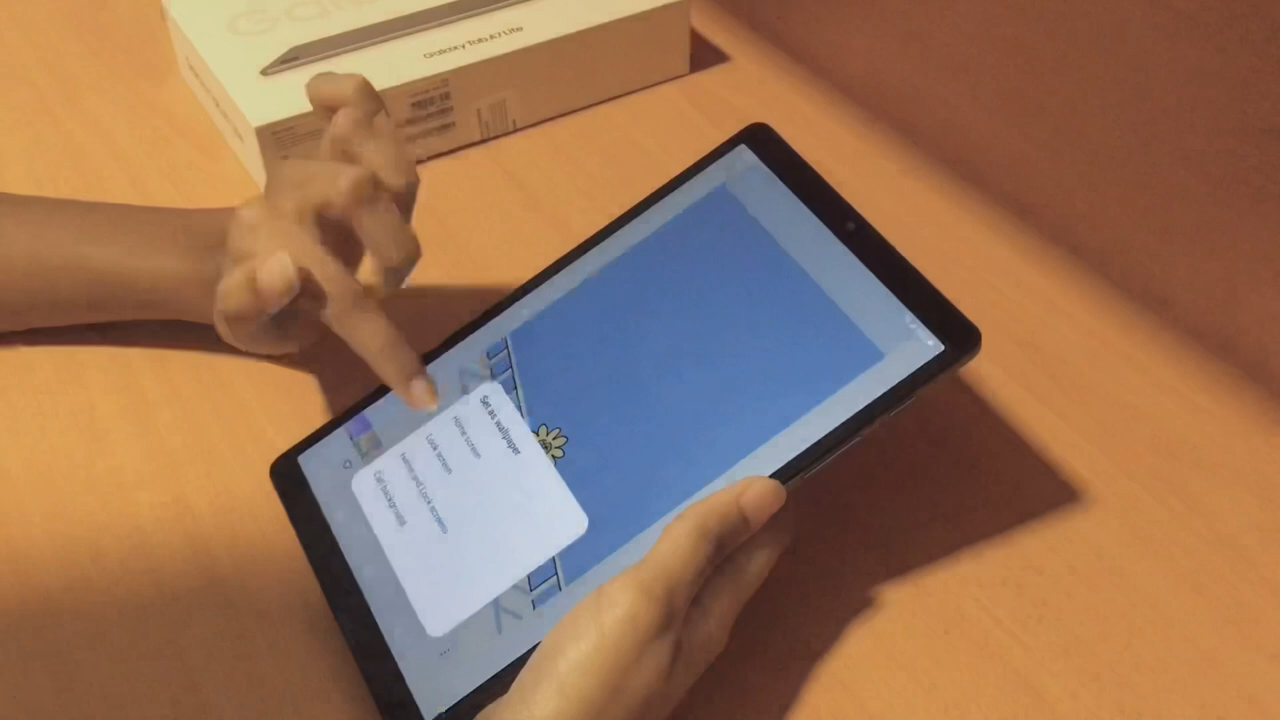 Galaxy Tab A7 Lite
Set as wallpaper
Home screen
Lock screen
Home and Lock screens
Call background